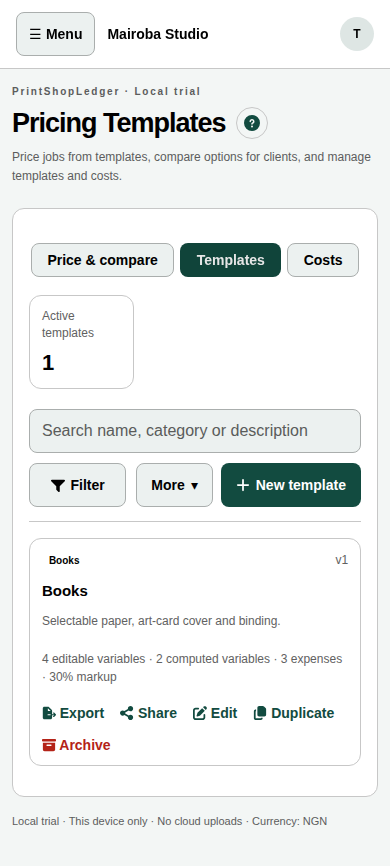 ☰ Menu
Mairoba Studio
T
PrintShopLedger · Local trial
Pricing Templates ?
Price jobs from templates, compare options for clients, and manage
templates and costs.
Price & compare
Templates
Costs
Active
templates
1
Search name, category or description
Filter
More ▾
+ New template
Books
v1
Books
Selectable paper, art-card cover and binding.
4 editable variables · 2 computed variables · 3 expenses
· 30% markup
Export
Share
Edit
Duplicate
Archive
Local trial · This device only · No cloud uploads · Currency: NGN